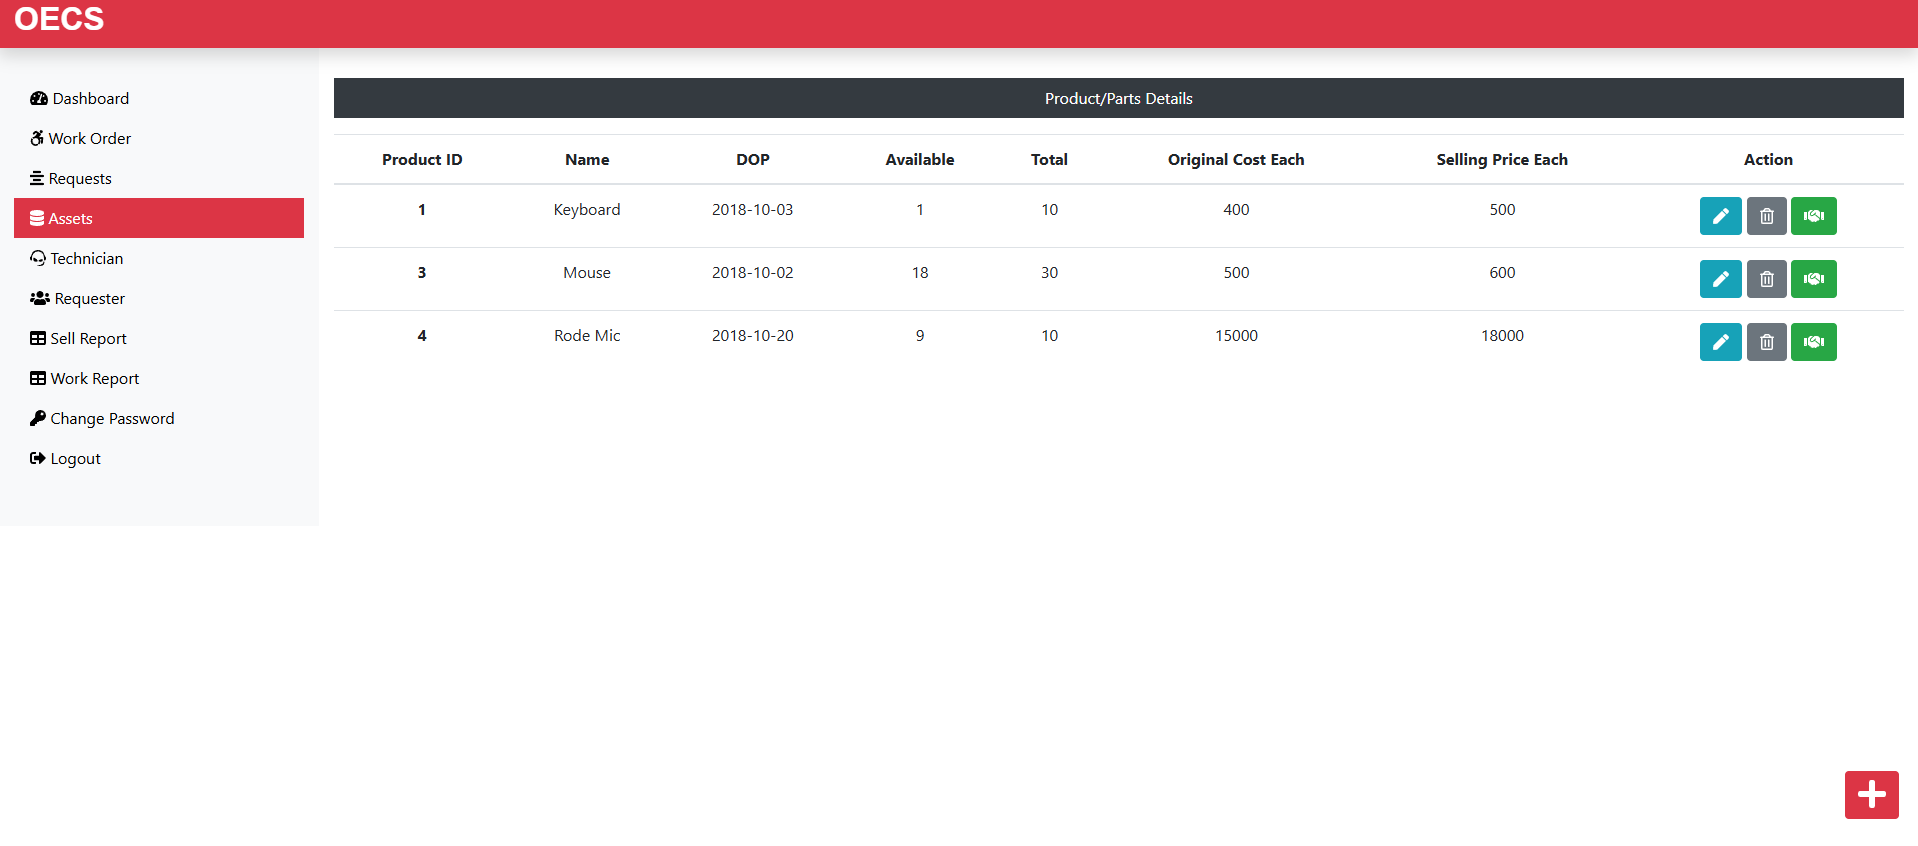 OECS
Dashboard
Work Order
Requests
Assets
Technician
Requester
Sell Report
Work Report
Change Password
Logout
Product/Parts Details
Product ID Name DOP Available Total Original Cost Each Selling Price Each Action
1 Keyboard 2018-10-03 1 10 400 500
3 Mouse 2018-10-02 18 30 500 600
4 Rode Mic 2018-10-20 9 10 15000 18000